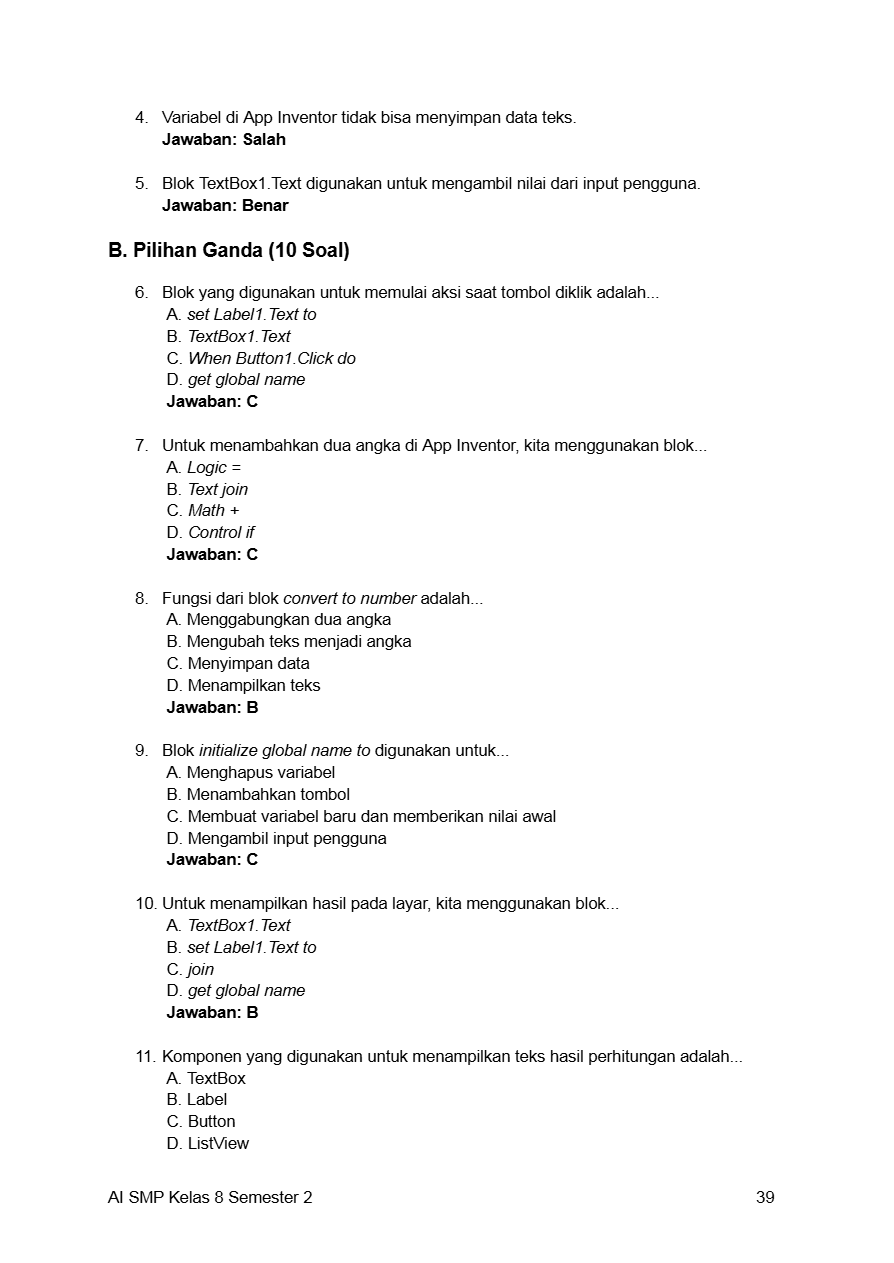 4. Variabel di App Inventor tidak bisa menyimpan data teks.
Jawaban: Salah
5. Blok TextBox1.Text digunakan untuk mengambil nilai dari input pengguna.
Jawaban: Benar
B. Pilihan Ganda (10 Soal)
6. Blok yang digunakan untuk memulai aksi saat tombol diklik adalah...
A. set Label1.Text to
B. TextBox1.Text
C. When Button1.Click do
D. get global name
Jawaban: C
7. Untuk menambahkan dua angka di App Inventor, kita menggunakan blok...
A. Logic =
B. Text join
C. Math +
D. Control if
Jawaban: C
8. Fungsi dari blok convert to number adalah...
A. Menggabungkan dua angka
B. Mengubah teks menjadi angka
C. Menyimpan data
D. Menampilkan teks
Jawaban: B
9. Blok initialize global name to digunakan untuk...
A. Menghapus variabel
B. Menambahkan tombol
C. Membuat variabel baru dan memberikan nilai awal
D. Mengambil input pengguna
Jawaban: C
10. Untuk menampilkan hasil pada layar, kita menggunakan blok...
A. TextBox1.Text
B. set Label1.Text to
C. join
D. get global name
Jawaban: B
11. Komponen yang digunakan untuk menampilkan teks hasil perhitungan adalah...
A. TextBox
B. Label
C. Button
D. ListView
AI SMP Kelas 8 Semester 2 39